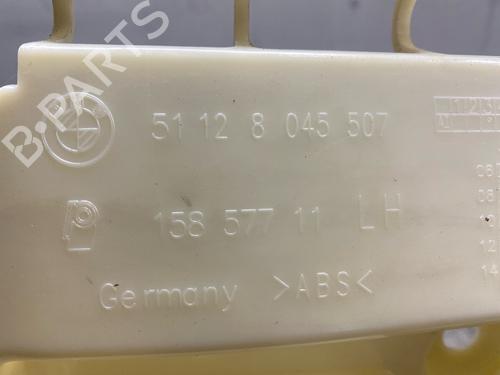 B-PARTS
51 12 8 045 507
158 577 11 LH
Germany >ABS<